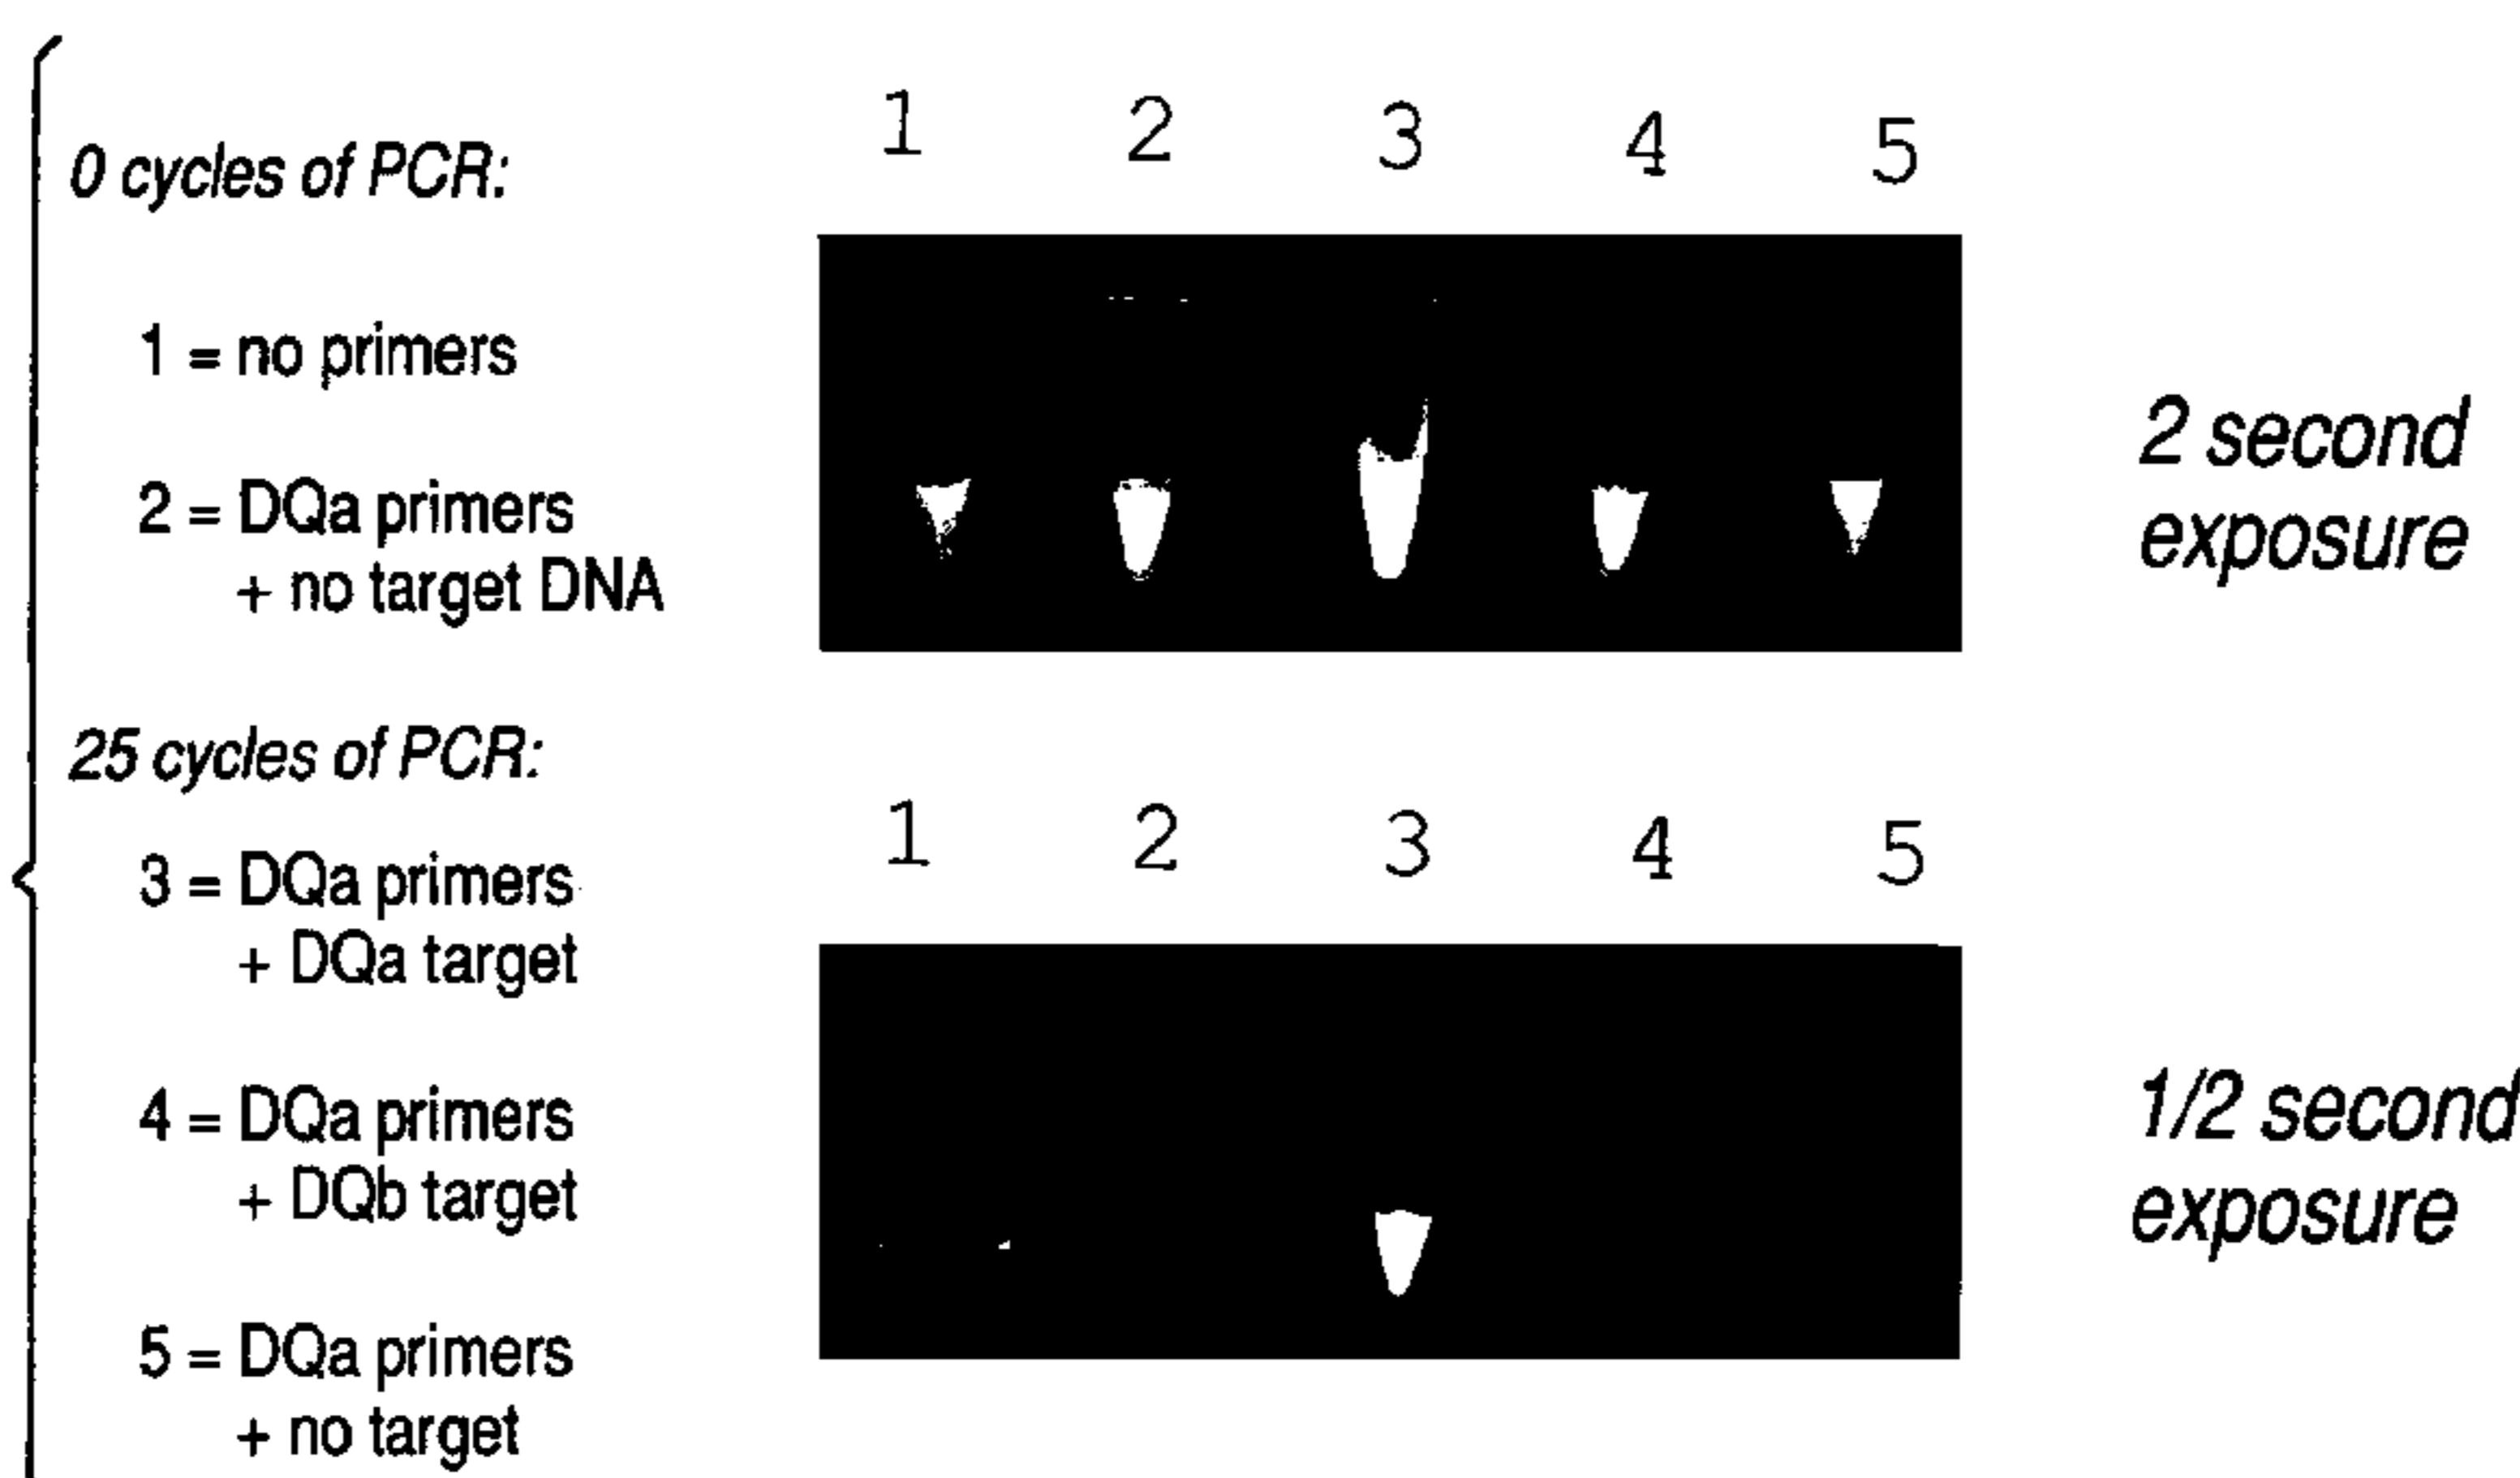 0 cycles of PCR:
1 = no primers
2 = DQa primers
+ no target DNA
25 cycles of PCR:
3 = DQa primers
+ DQa target
4 = DQa primers
+ DQb target
5 = DQa primers
+ no target
1 2 3 4 5
2 second
exposure
1 2 3 4 5
1/2 second
exposure